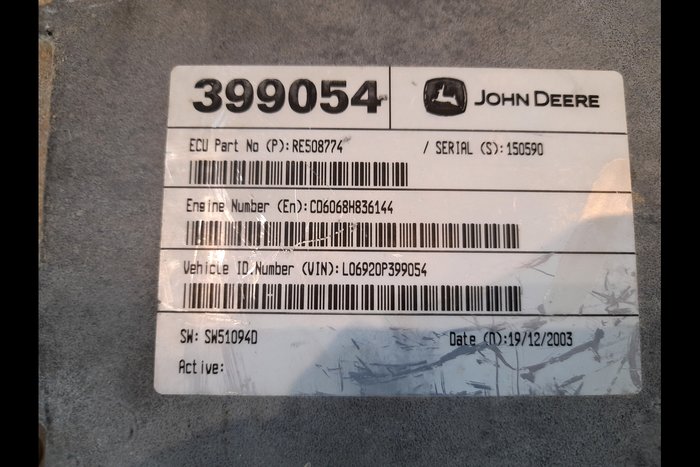 399054 JOHN DEERE
ECU Part No (P):RE508774 / SERIAL (S):150590
Engine Number (En):CD6068H836144
Vehicle ID.Number (VIN):L06920P399054
SW: SW51094D Date (D):19/12/2003
Active: